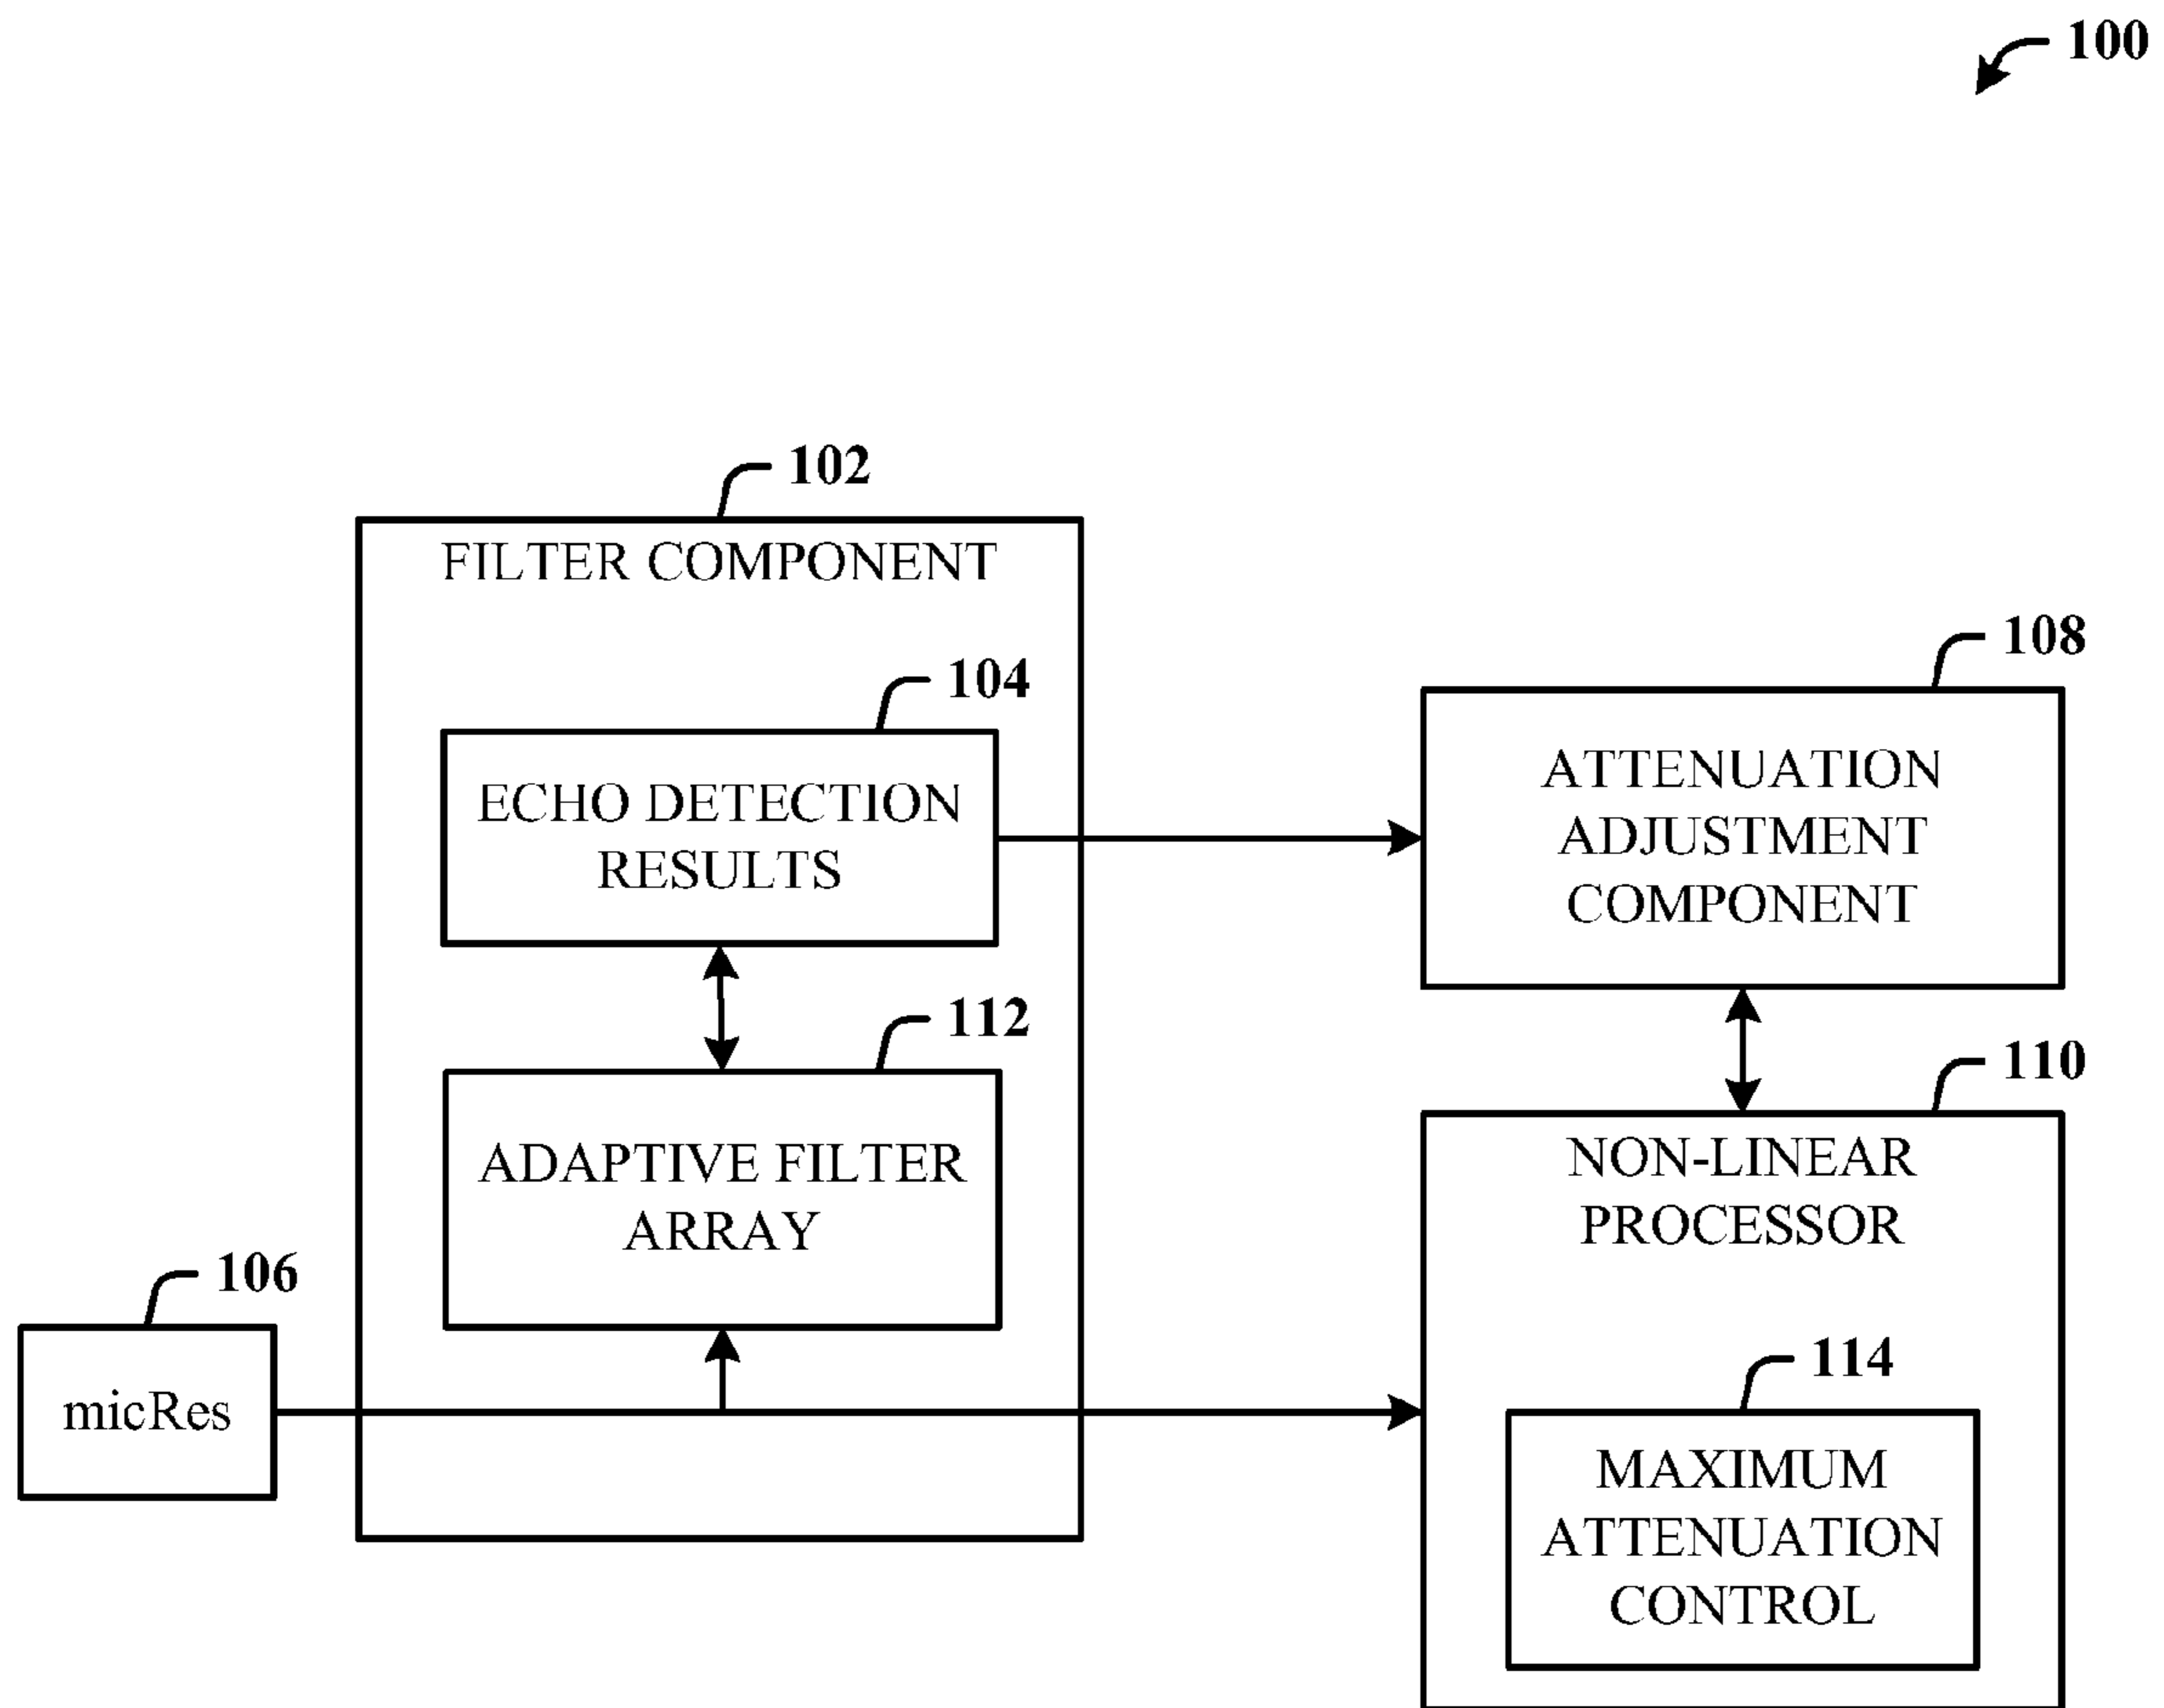 100
102
FILTER COMPONENT
104
ECHO DETECTION
RESULTS
108
ATTENUATION
ADJUSTMENT
COMPONENT
112
ADAPTIVE FILTER
ARRAY
110
NON-LINEAR
PROCESSOR
106
micRes
114
MAXIMUM
ATTENUATION
CONTROL